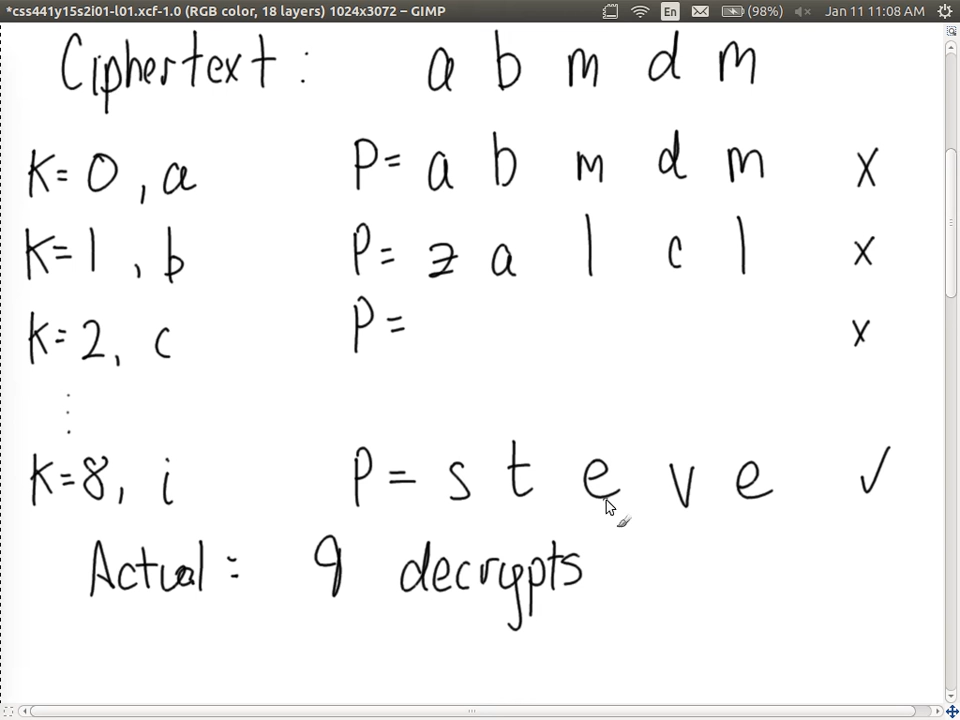 *css441y15s2i01-l01.xcf-1.0 (RGB color, 18 layers) 1024x3072 – GIMP En (98%) Jan 11 11:08 AM
Ciphertext : a b m d m
K= 0 , a P= a b m d m x
K= 1 , b P= z a l c l x
K= 2, c P= x
⋮
K=8, i P = s t e v e ✓
Actual : 9 decrypts